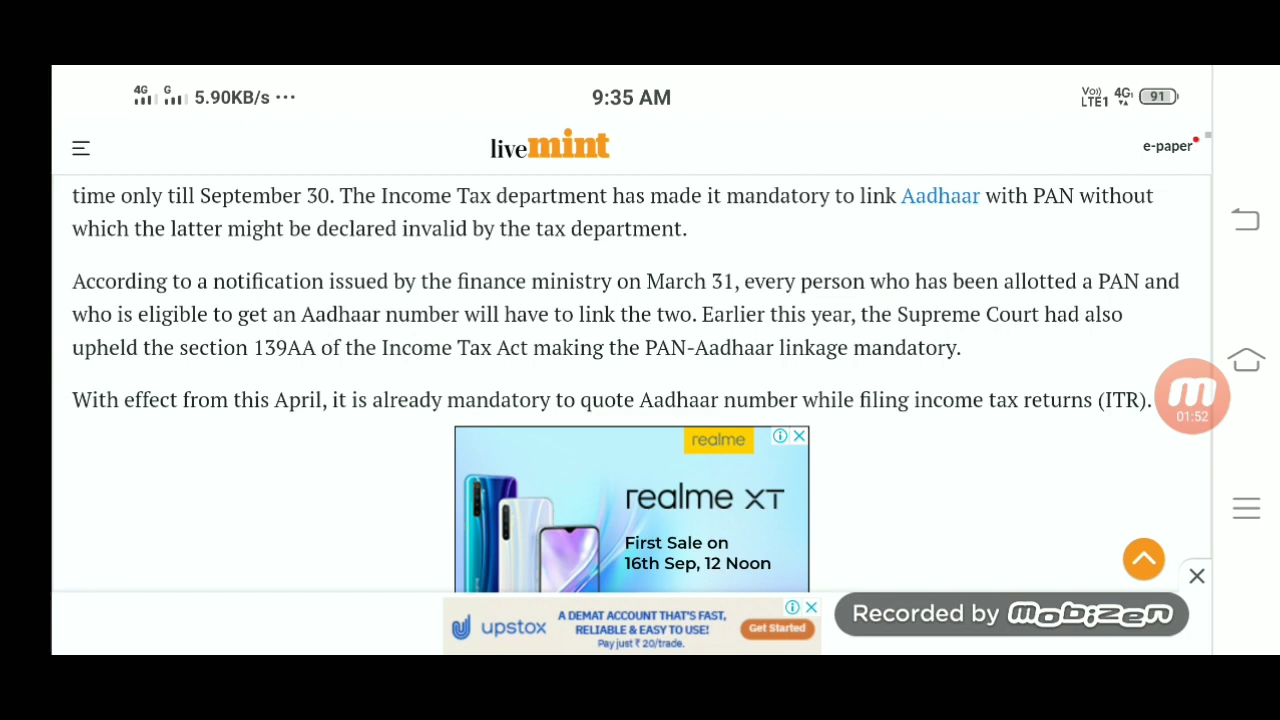 4G G 5.90KB/s ··· 9:35 AM Vo)) LTE1 4G 91
livemint e-paper
time only till September 30. The Income Tax department has made it mandatory to link Aadhaar with PAN without
which the latter might be declared invalid by the tax department.
According to a notification issued by the finance ministry on March 31, every person who has been allotted a PAN and
who is eligible to get an Aadhaar number will have to link the two. Earlier this year, the Supreme Court had also
upheld the section 139AA of the Income Tax Act making the PAN-Aadhaar linkage mandatory.
With effect from this April, it is already mandatory to quote Aadhaar number while filing income tax returns (ITR).
01:52
realme
realme XT
First Sale on
16th Sep, 12 Noon
upstox
A DEMAT ACCOUNT THAT'S FAST,
RELIABLE & EASY TO USE!
Pay just ₹ 20/trade.
Get Started
Recorded by mobizen